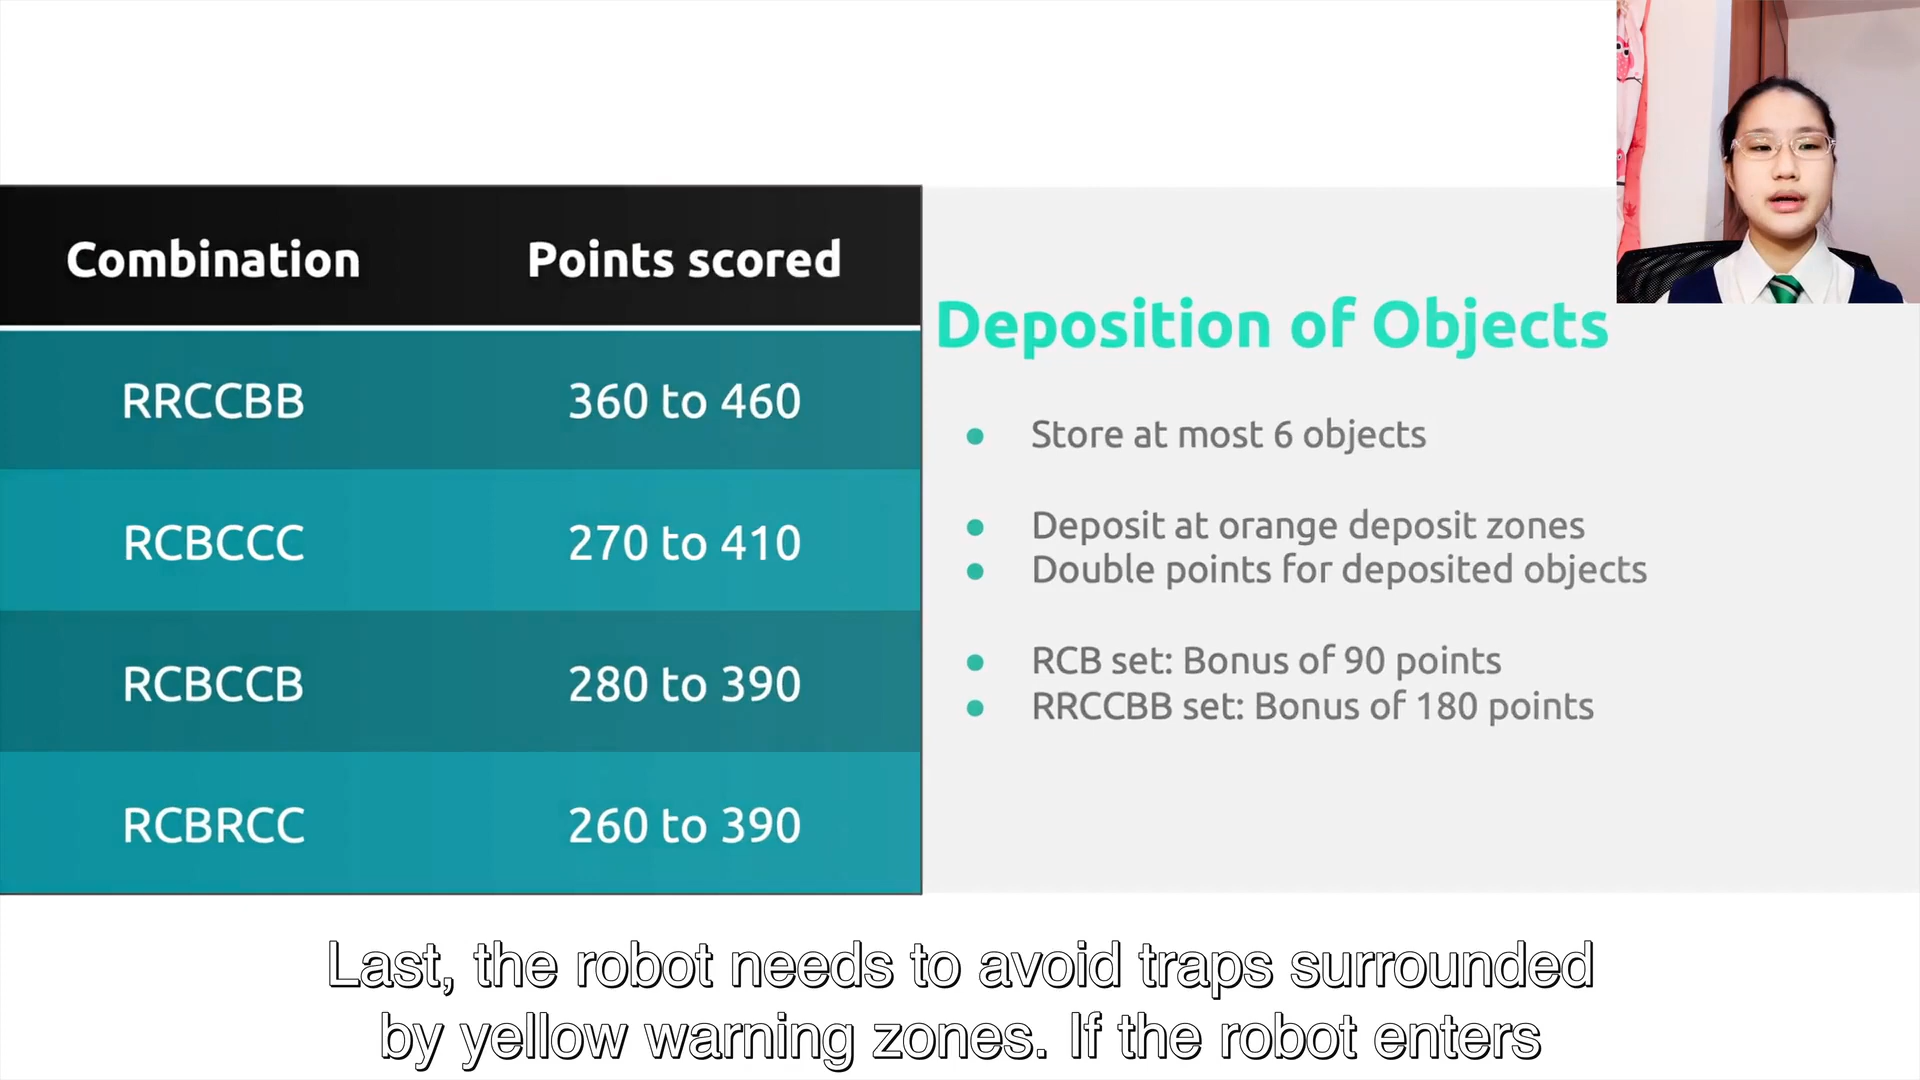 Combination Points scored
RRCCBB 360 to 460
RCBCCC 270 to 410
RCBCCB 280 to 390
RCBRCC 260 to 390
Deposition of Objects
Store at most 6 objects
Deposit at orange deposit zones
Double points for deposited objects
RCB set: Bonus of 90 points
RRCCBB set: Bonus of 180 points
Last, the robot needs to avoid traps surrounded
by yellow warning zones. If the robot enters